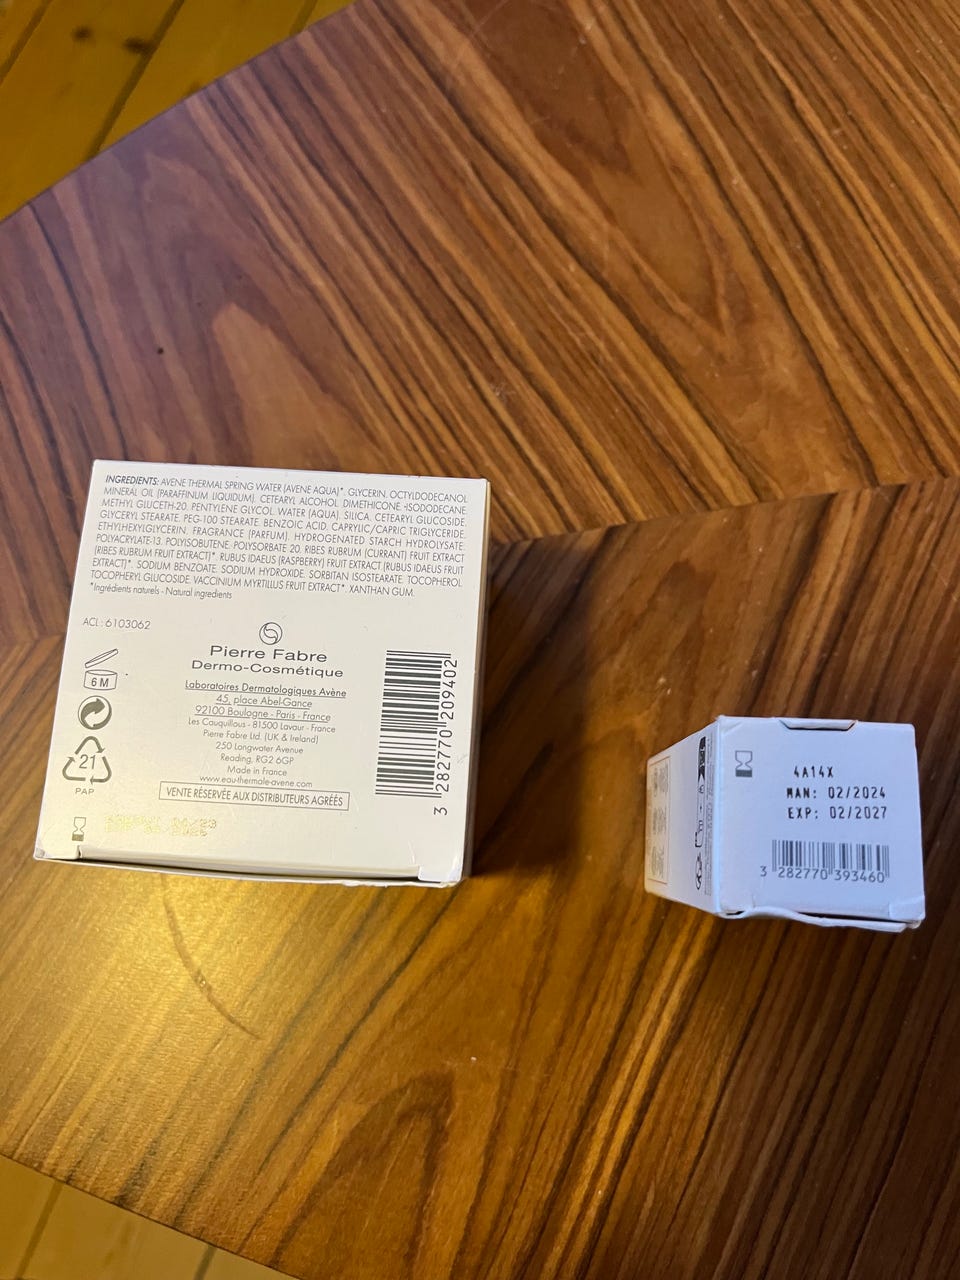 INGREDIENTS: AVENE THERMAL SPRING WATER (AVENE AQUA)*. GLYCERIN. OCTYLDODECANOL.
MINERAL OIL (PARAFFINUM LIQUIDUM). CETEARYL ALCOHOL. DIMETHICONE. ISODODECANE.
METHYL GLUCETH-20. PENTYLENE GLYCOL. WATER (AQUA). SILICA. CETEARYL GLUCOSIDE.
GLYCERYL STEARATE. PEG-100 STEARATE. BENZOIC ACID. CAPRYLIC/CAPRIC TRIGLYCERIDE.
ETHYLHEXYLGLYCERIN. FRAGRANCE (PARFUM). HYDROGENATED STARCH HYDROLYSATE.
POLYACRYLATE-13. POLYISOBUTENE. POLYSORBATE 20. RIBES RUBRUM (CURRANT) FRUIT EXTRACT
(RIBES RUBRUM FRUIT EXTRACT)*. RUBUS IDAEUS (RASPBERRY) FRUIT EXTRACT (RUBUS IDAEUS FRUIT
EXTRACT)*. SODIUM BENZOATE. SODIUM HYDROXIDE. SORBITAN ISOSTEARATE. TOCOPHEROL.
TOCOPHERYL GLUCOSIDE. VACCINIUM MYRTILLUS FRUIT EXTRACT*. XANTHAN GUM.
*Ingrédients naturels - Natural ingredients
ACL : 6103062
Pierre Fabre
Dermo-Cosmétique
6 M
Laboratoires Dermatologiques Avène
45, place Abel-Gance
92100 Boulogne - Paris - France
Les Cauquillous - 81500 Lavaur - France
Pierre Fabre Ltd. (UK & Ireland)
250 Longwater Avenue
Reading, RG2 6GP
Made in France
www.eau-thermale-avene.com
VENTE RÉSERVÉE AUX DISTRIBUTEURS AGRÉÉS
21
PAP
3 282770 209402
4A14X
MAN: 02/2024
EXP: 02/2027
3 282770 393460